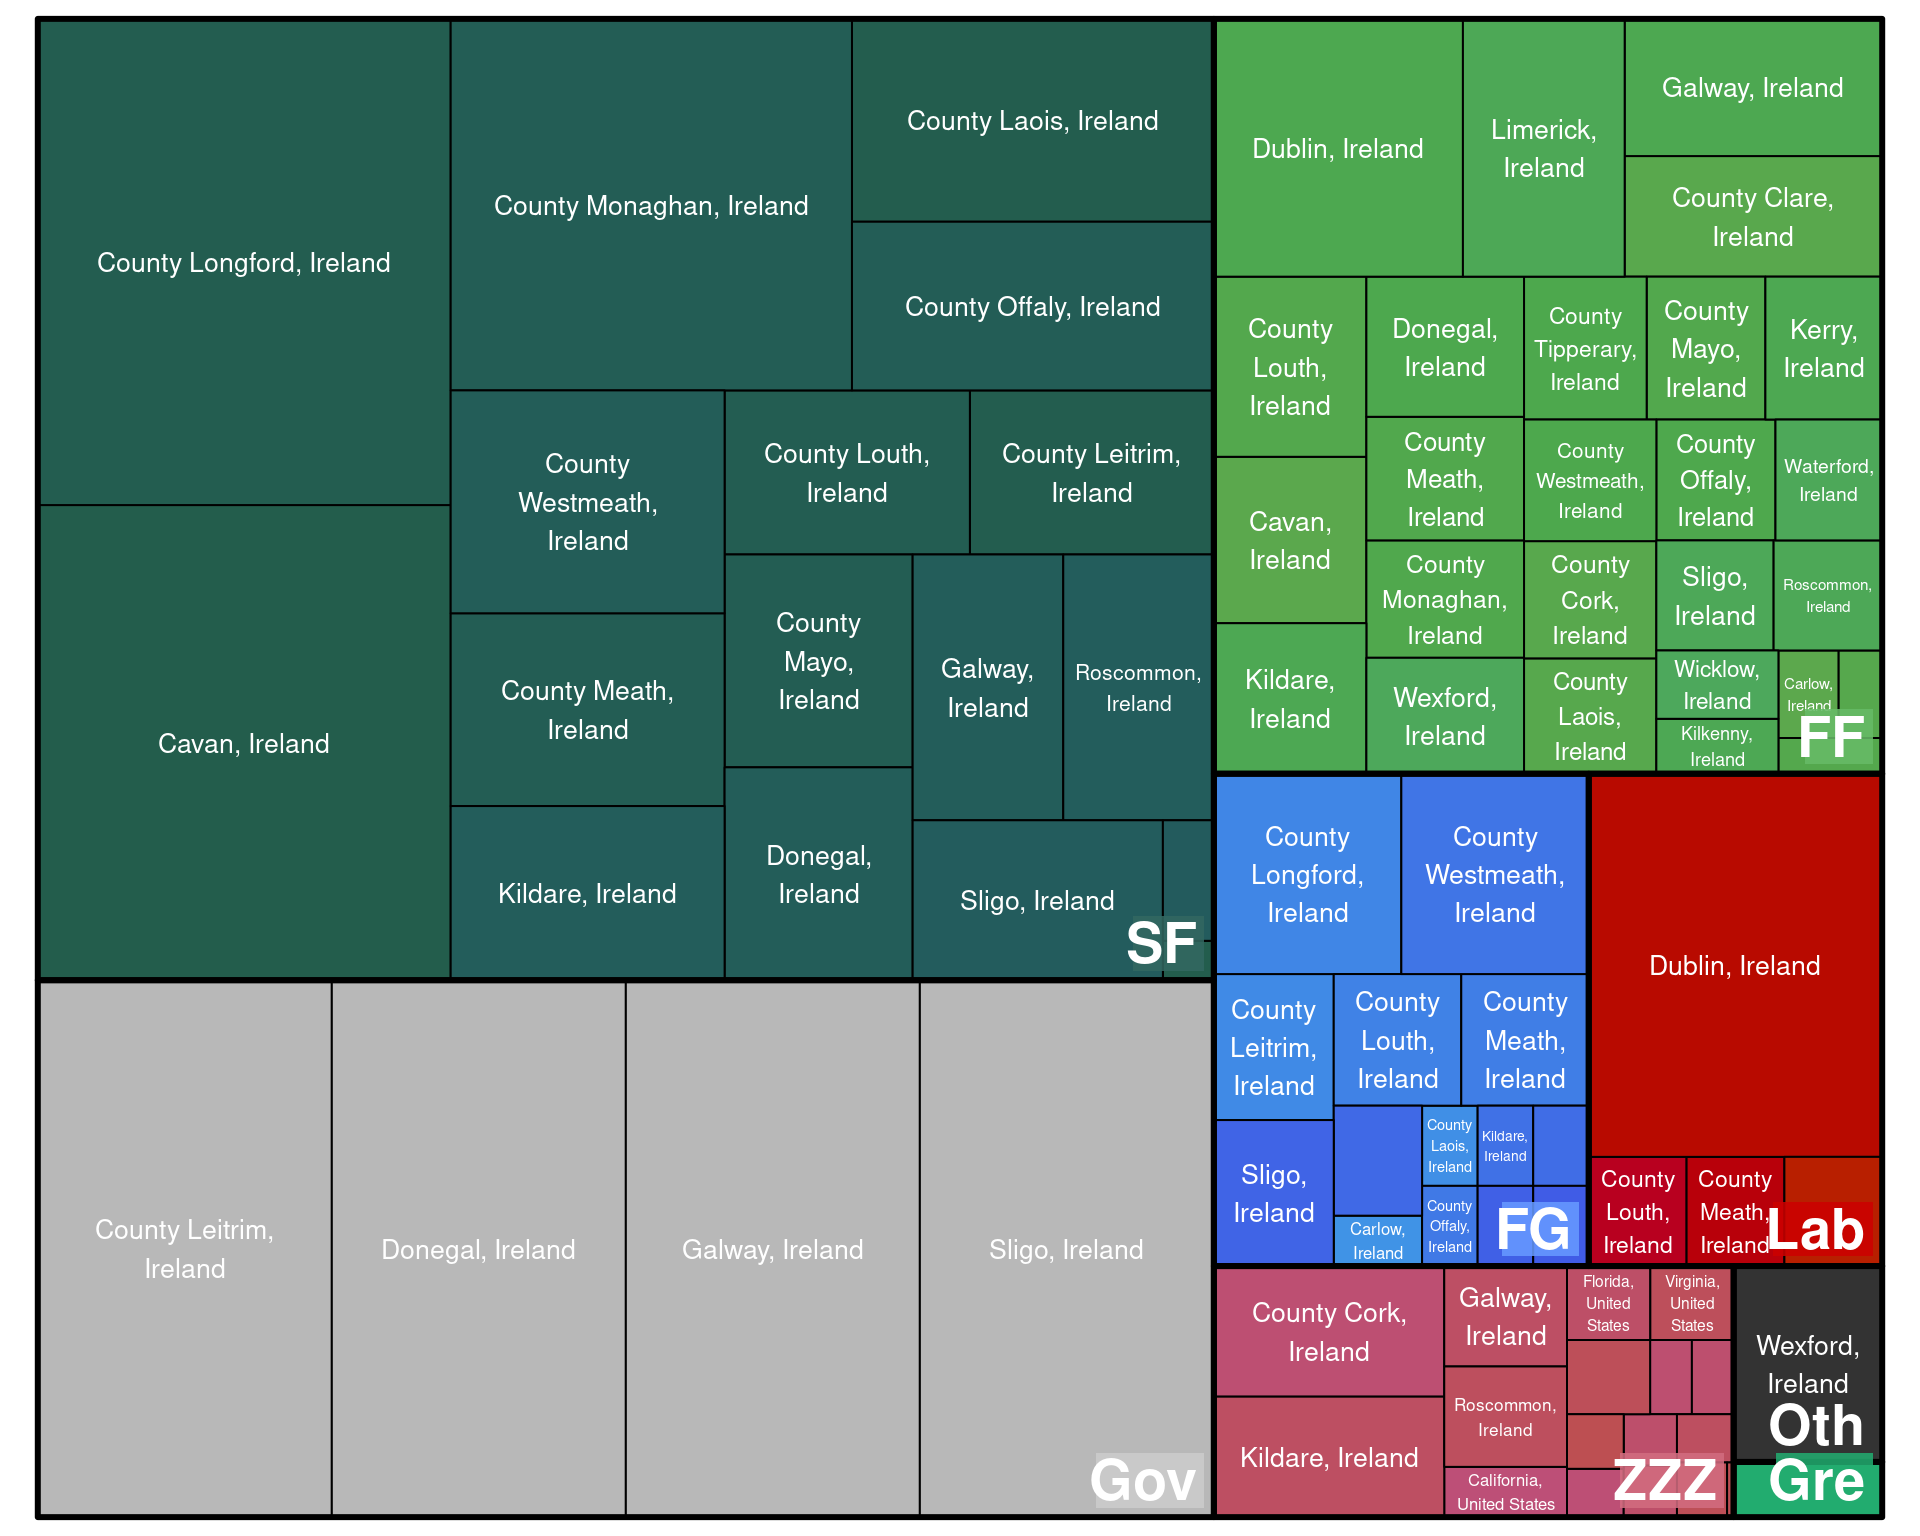 County Longford, Ireland
Cavan, Ireland
County Monaghan, Ireland
County Laois, Ireland
County Offaly, Ireland
County
Westmeath,
Ireland
County Louth,
Ireland
County Leitrim,
Ireland
County Meath,
Ireland
Kildare, Ireland
County
Mayo,
Ireland
Donegal,
Ireland
Galway,
Ireland
Roscommon,
Ireland
Sligo, Ireland
SF
County Leitrim,
Ireland
Donegal, Ireland
Galway, Ireland
Sligo, Ireland
Gov
Dublin, Ireland
Limerick,
Ireland
Galway, Ireland
County Clare,
Ireland
County
Louth,
Ireland
Cavan,
Ireland
Kildare,
Ireland
Donegal,
Ireland
County
Meath,
Ireland
County
Monaghan,
Ireland
Wexford,
Ireland
County
Tipperary,
Ireland
County
Mayo,
Ireland
Kerry,
Ireland
County
Westmeath,
Ireland
County
Offaly,
Ireland
Waterford,
Ireland
County
Cork,
Ireland
County
Laois,
Ireland
Sligo,
Ireland
Roscommon,
Ireland
Wicklow,
Ireland
Kilkenny,
Ireland
Carlow,
Ireland
FF
County
Longford,
Ireland
County
Westmeath,
Ireland
County
Leitrim,
Ireland
Sligo,
Ireland
County
Louth,
Ireland
County
Meath,
Ireland
Carlow,
Ireland
County
Laois,
Ireland
Kildare,
Ireland
County
Offaly,
Ireland
FG
Dublin, Ireland
County
Louth,
Ireland
County
Meath,
Ireland
Lab
County Cork,
Ireland
Kildare, Ireland
Galway,
Ireland
Roscommon,
Ireland
California,
United States
Florida,
United
States
Virginia,
United
States
ZZZ
Wexford,
Ireland
Oth
Gre